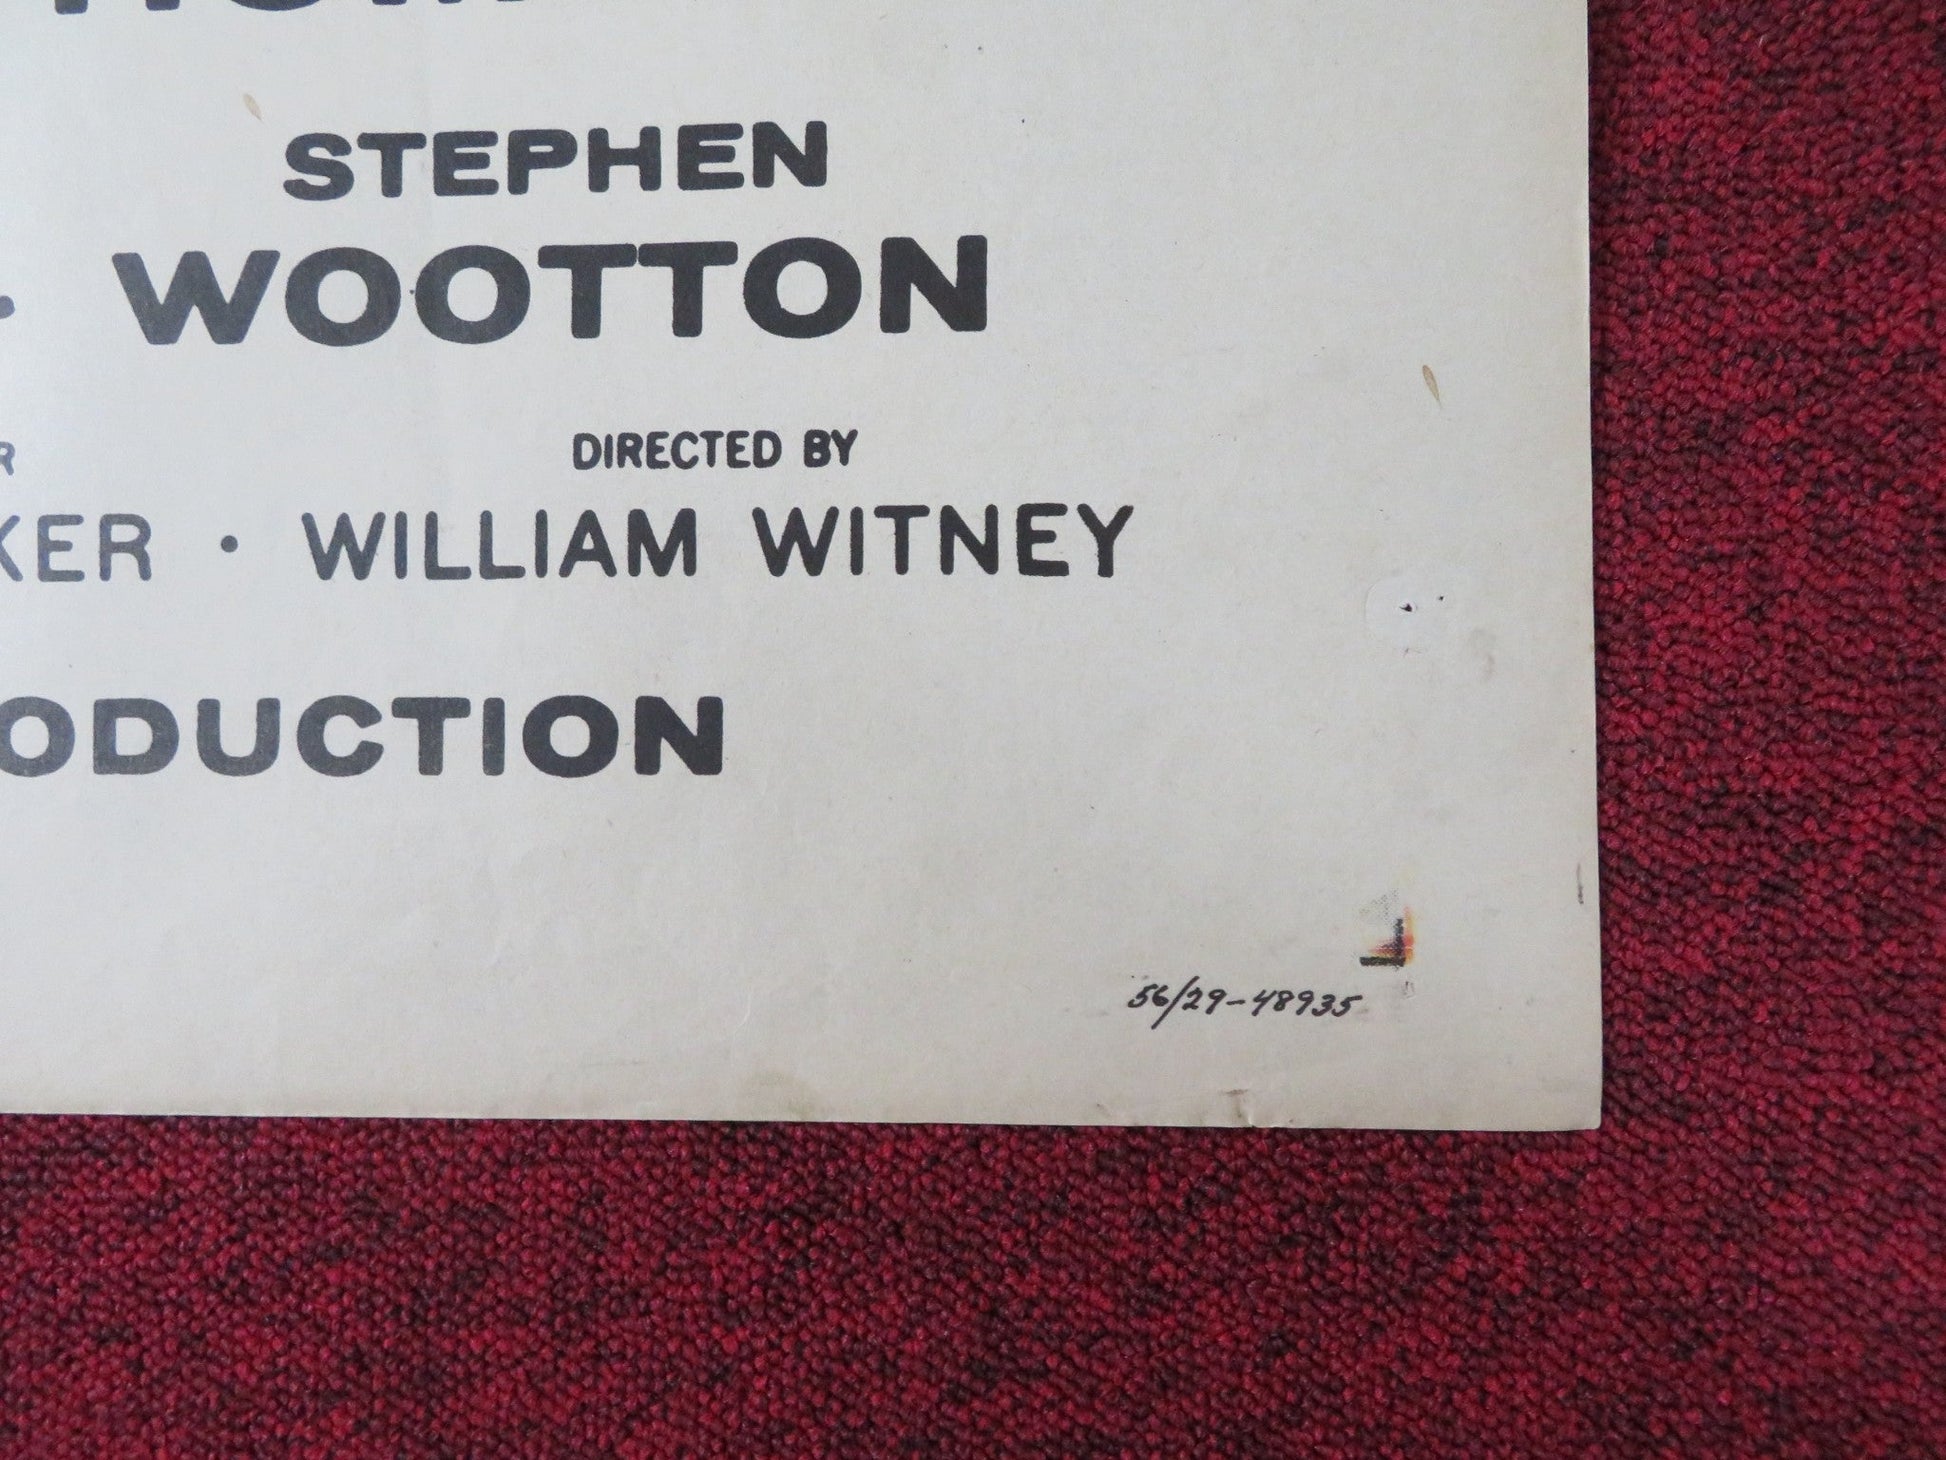 STEPHEN
· WOOTTON
R DIRECTED BY
KER · WILLIAM WITNEY
ODUCTION
56/29-48935